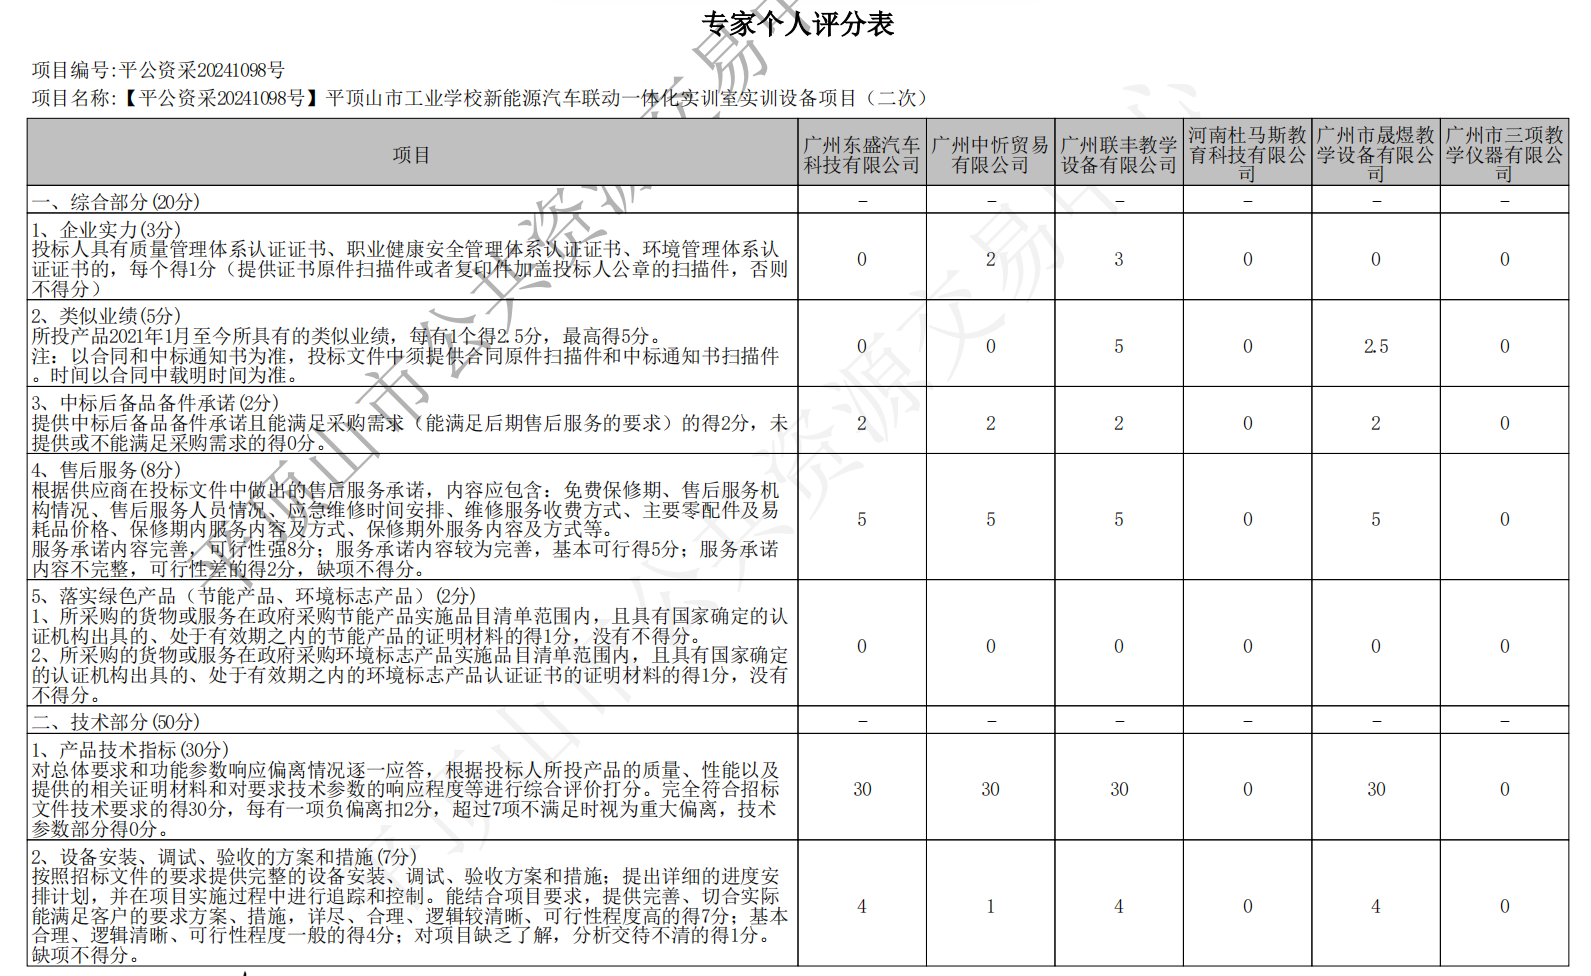 专家个人评分表
项目编号:平公资采20241098号
项目名称:【平公资采20241098号】平顶山市工业学校新能源汽车联动一体化实训室实训设备项目（二次）
项目
广州东盛汽车
科技有限公司
广州中忻贸易
有限公司
广州联丰教学
设备有限公司
河南杜马斯教
育科技有限公
司
广州市晟煜教
学设备有限公
司
广州市三项教
学仪器有限公
司
一、综合部分(20分)
- - - - - -
1、企业实力(3分)
投标人具有质量管理体系认证证书、职业健康安全管理体系认证证书、环境管理体系认
证证书的，每个得1分（提供证书原件扫描件或者复印件加盖投标人公章的扫描件，否则
不得分）
0 2 3 0 0 0
2、类似业绩(5分)
所投产品2021年1月至今所具有的类似业绩，每有1个得2.5分，最高得5分。
注：以合同和中标通知书为准，投标文件中须提供合同原件扫描件和中标通知书扫描件
。时间以合同中载明时间为准。
0 0 5 0 2.5 0
3、中标后备品备件承诺(2分)
提供中标后备品备件承诺且能满足采购需求（能满足后期售后服务的要求）的得2分，未
提供或不能满足采购需求的得0分。
2 2 2 0 2 0
4、售后服务(8分)
根据供应商在投标文件中做出的售后服务承诺，内容应包含：免费保修期、售后服务机
构情况、售后服务人员情况、应急维修时间安排、维修服务收费方式、主要零配件及易
耗品价格、保修期内服务内容及方式、保修期外服务内容及方式等。
服务承诺内容完善，可行性强8分；服务承诺内容较为完善，基本可行得5分；服务承诺
内容不完整，可行性差的得2分，缺项不得分。
5 5 5 0 5 0
5、落实绿色产品（节能产品、环境标志产品）(2分)
1、所采购的货物或服务在政府采购节能产品实施品目清单范围内，且具有国家确定的认
证机构出具的、处于有效期之内的节能产品的证明材料的得1分，没有不得分。
2、所采购的货物或服务在政府采购环境标志产品实施品目清单范围内，且具有国家确定
的认证机构出具的、处于有效期之内的环境标志产品认证证书的证明材料的得1分，没有
不得分。
0 0 0 0 0 0
二、技术部分(50分)
- - - - - -
1、产品技术指标(30分)
对总体要求和功能参数响应偏离情况逐一应答，根据投标人所投产品的质量、性能以及
提供的相关证明材料和对要求技术参数的响应程度等进行综合评价打分。完全符合招标
文件技术要求的得30分，每有一项负偏离扣2分，超过7项不满足时视为重大偏离，技术
参数部分得0分。
30 30 30 0 30 0
2、设备安装、调试、验收的方案和措施(7分)
按照招标文件的要求提供完整的设备安装、调试、验收方案和措施；提出详细的进度安
排计划，并在项目实施过程中进行追踪和控制。能结合项目要求，提供完善、切合实际
能满足客户的要求方案、措施，详尽、合理、逻辑较清晰、可行性程度高的得7分；基本
合理、逻辑清晰、可行性程度一般的得4分；对项目缺乏了解，分析交待不清的得1分。
缺项不得分。
4 1 4 0 4 0
平顶山市公共资源交易中
平顶山市公共资源交易中心